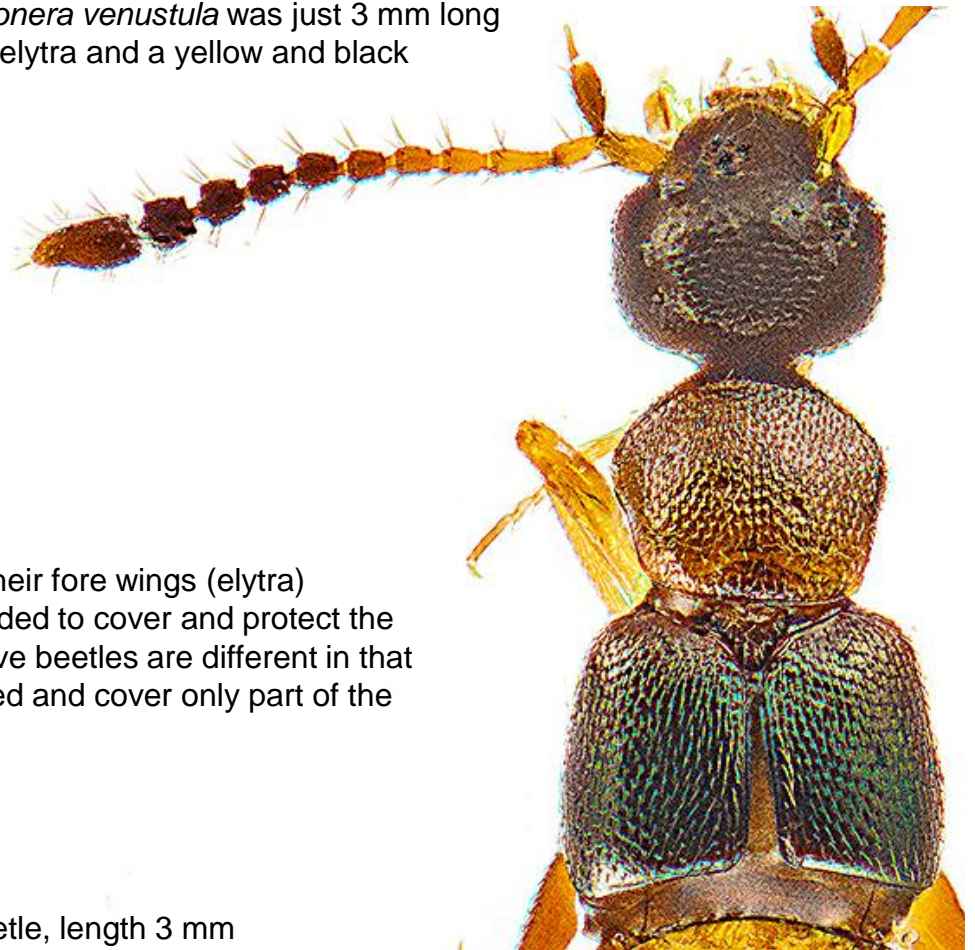 onera venustula was just 3 mm long
elytra and a yellow and black
heir fore wings (elytra)
ded to cover and protect the
ve beetles are different in that
ed and cover only part of the
etle, length 3 mm